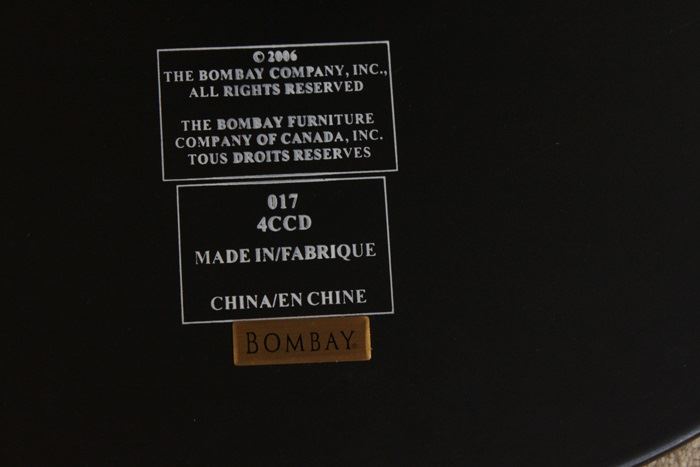 © 2006
THE BOMBAY COMPANY, INC.,
ALL RIGHTS RESERVED
THE BOMBAY FURNITURE
COMPANY OF CANADA, INC.
TOUS DROITS RESERVES
017
4CCD
MADE IN/FABRIQUE
CHINA/EN CHINE
BOMBAY